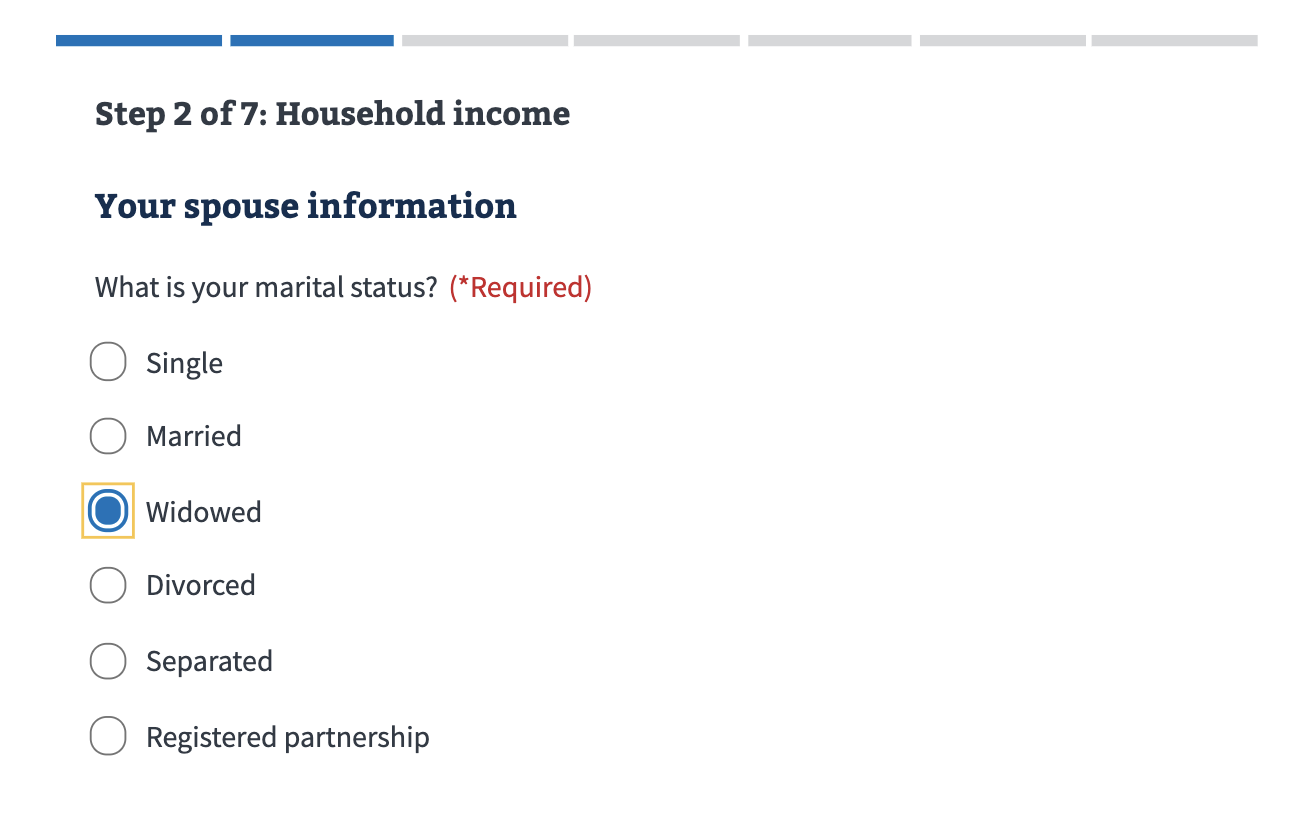 Step 2 of 7: Household income
Your spouse information
What is your marital status? (*Required)
Single
Married
Widowed
Divorced
Separated
Registered partnership